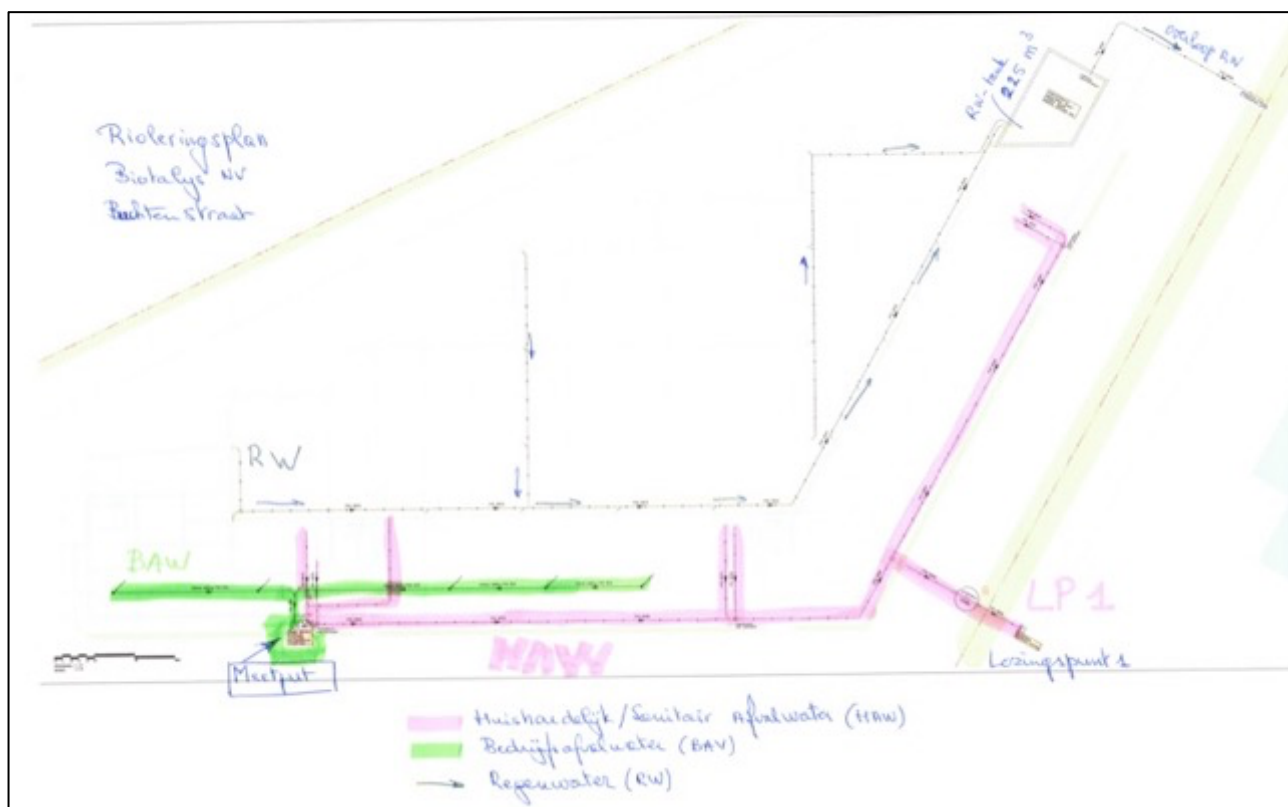 Rioleringsplan
Biotalys NV
Buchtenstraat
RW-tank
225 m³
overloop RW
RW
BAW
HAW
LP 1
Meetput
Lozingspunt 1
Huishoudelijk/Sanitair Afvalwater (HAW)
Bedrijfsafvalwater (BAV)
Regenwater (RW)